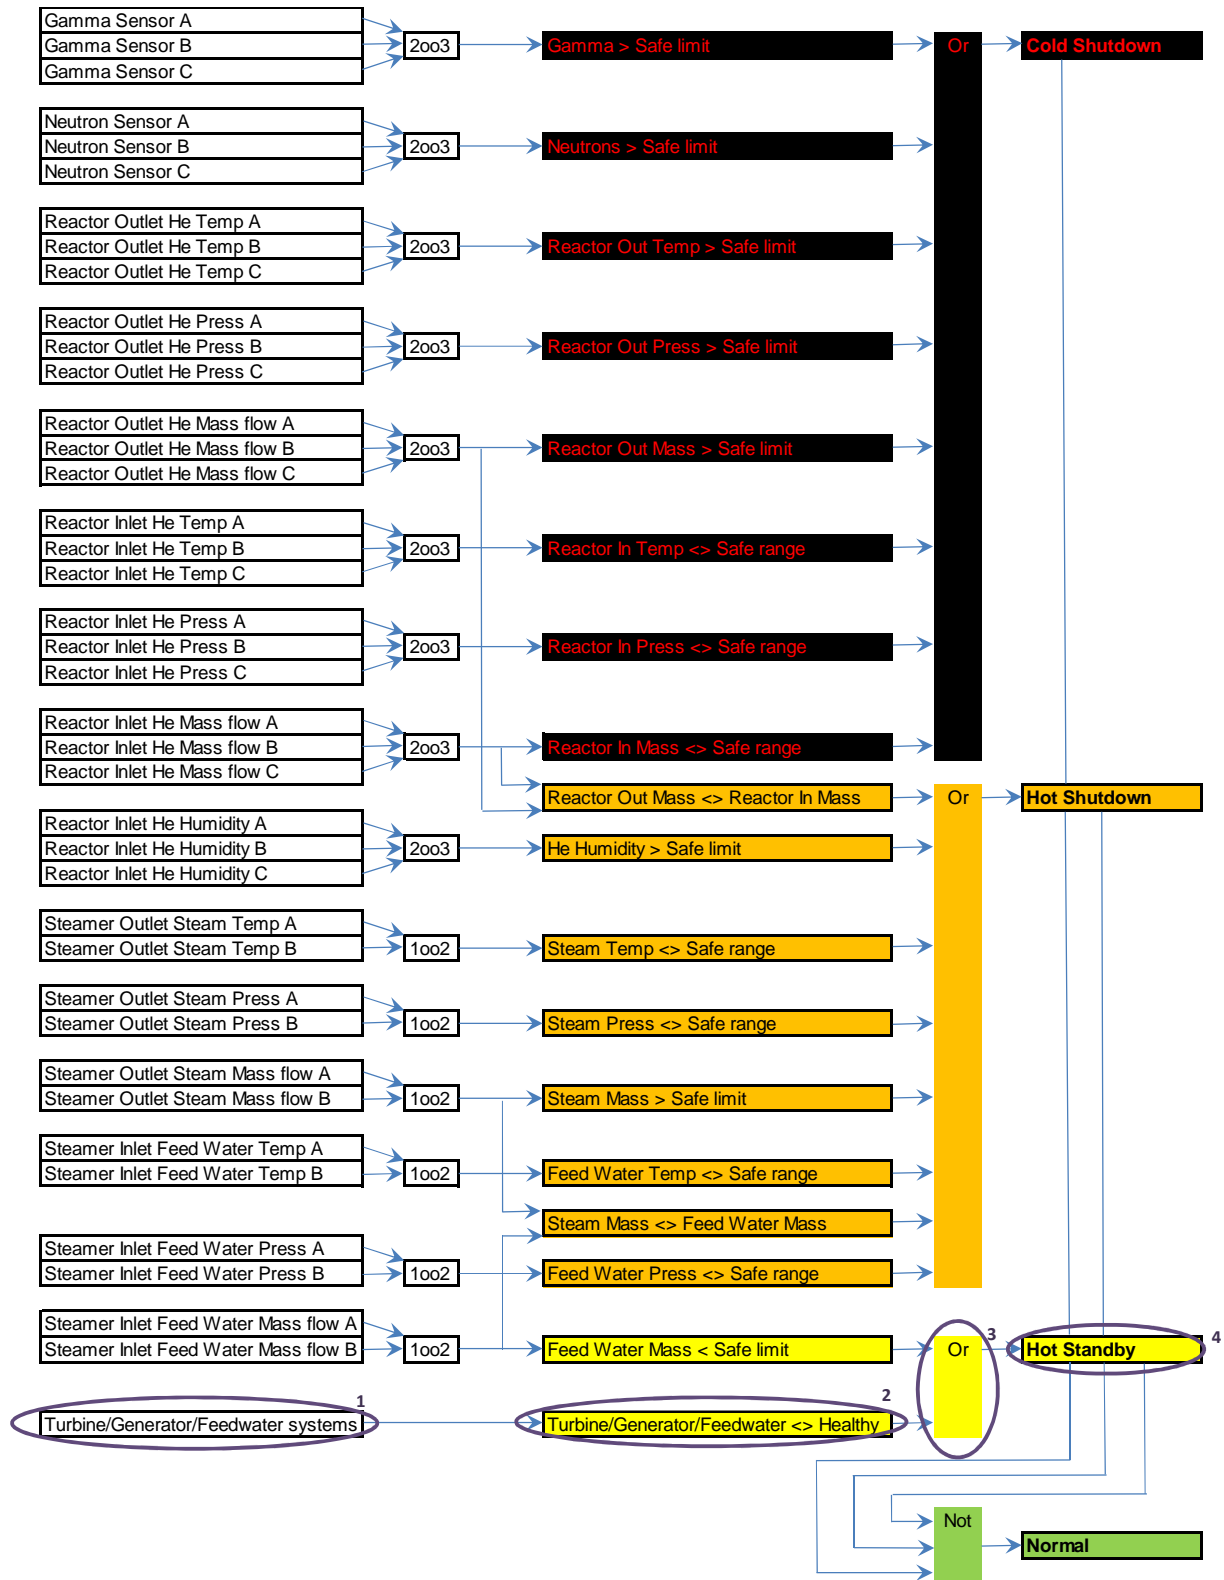 Gamma Sensor A
Gamma Sensor B
Gamma Sensor C
2oo3
Gamma > Safe limit
Or
Cold Shutdown
Neutron Sensor A
Neutron Sensor B
Neutron Sensor C
2oo3
Neutrons > Safe limit
Reactor Outlet He Temp A
Reactor Outlet He Temp B
Reactor Outlet He Temp C
2oo3
Reactor Out Temp > Safe limit
Reactor Outlet He Press A
Reactor Outlet He Press B
Reactor Outlet He Press C
2oo3
Reactor Out Press > Safe limit
Reactor Outlet He Mass flow A
Reactor Outlet He Mass flow B
Reactor Outlet He Mass flow C
2oo3
Reactor Out Mass > Safe limit
Reactor Inlet He Temp A
Reactor Inlet He Temp B
Reactor Inlet He Temp C
2oo3
Reactor In Temp <> Safe range
Reactor Inlet He Press A
Reactor Inlet He Press B
Reactor Inlet He Press C
2oo3
Reactor In Press <> Safe range
Reactor Inlet He Mass flow A
Reactor Inlet He Mass flow B
Reactor Inlet He Mass flow C
2oo3
Reactor In Mass <> Safe range
Reactor Out Mass <> Reactor In Mass
Or
Hot Shutdown
Reactor Inlet He Humidity A
Reactor Inlet He Humidity B
Reactor Inlet He Humidity C
2oo3
He Humidity > Safe limit
Steamer Outlet Steam Temp A
Steamer Outlet Steam Temp B
1oo2
Steam Temp <> Safe range
Steamer Outlet Steam Press A
Steamer Outlet Steam Press B
1oo2
Steam Press <> Safe range
Steamer Outlet Steam Mass flow A
Steamer Outlet Steam Mass flow B
1oo2
Steam Mass > Safe limit
Steamer Inlet Feed Water Temp A
Steamer Inlet Feed Water Temp B
1oo2
Feed Water Temp <> Safe range
Steam Mass <> Feed Water Mass
Steamer Inlet Feed Water Press A
Steamer Inlet Feed Water Press B
1oo2
Feed Water Press <> Safe range
Steamer Inlet Feed Water Mass flow A
Steamer Inlet Feed Water Mass flow B
1oo2
Feed Water Mass < Safe limit
Or
3
Hot Standby
4
1
Turbine/Generator/Feedwater systems
2
Turbine/Generator/Feedwater <> Healthy
Not
Normal